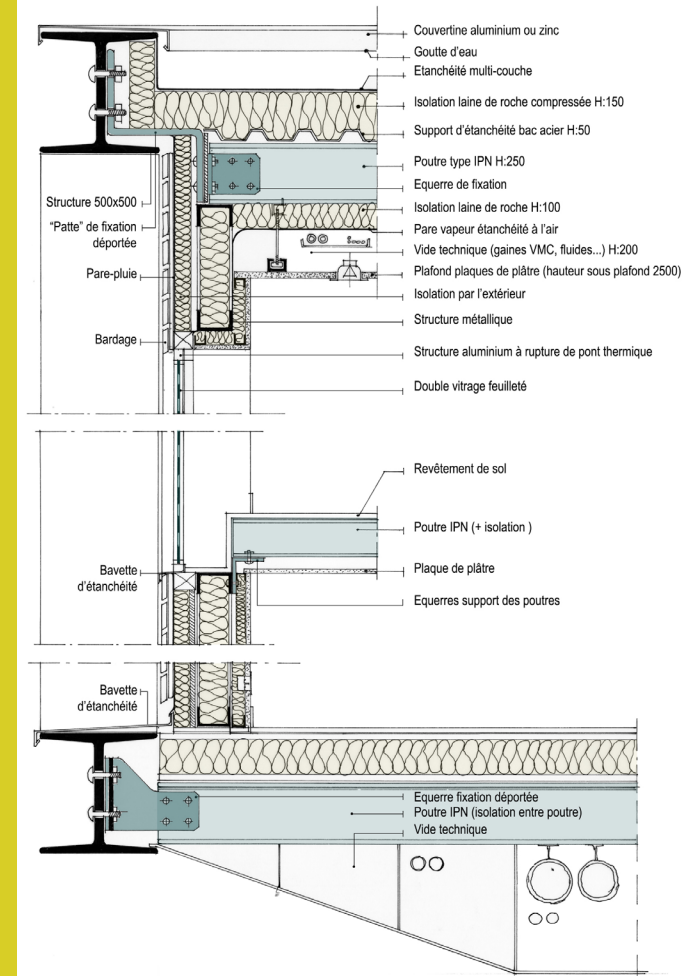 Couvertine aluminium ou zinc
Goutte d'eau
Etanchéité multi-couche
Isolation laine de roche compressée H:150
Support d'étanchéité bac acier H:50
Poutre type IPN H:250
Equerre de fixation
Isolation laine de roche H:100
Pare vapeur étanchéité à l'air
Vide technique (gaines VMC, fluides...) H:200
Plafond plaques de plâtre (hauteur sous plafond 2500)
Isolation par l'extérieur
Structure métallique
Structure aluminium à rupture de pont thermique
Double vitrage feuilleté
Structure 500x500
“Patte” de fixation
déportée
Pare-pluie
Bardage
Revêtement de sol
Poutre IPN (+ isolation )
Plaque de plâtre
Equerres support des poutres
Bavette
d'étanchéité
Bavette
d'étanchéité
Equerre fixation déportée
Poutre IPN (isolation entre poutre)
Vide technique